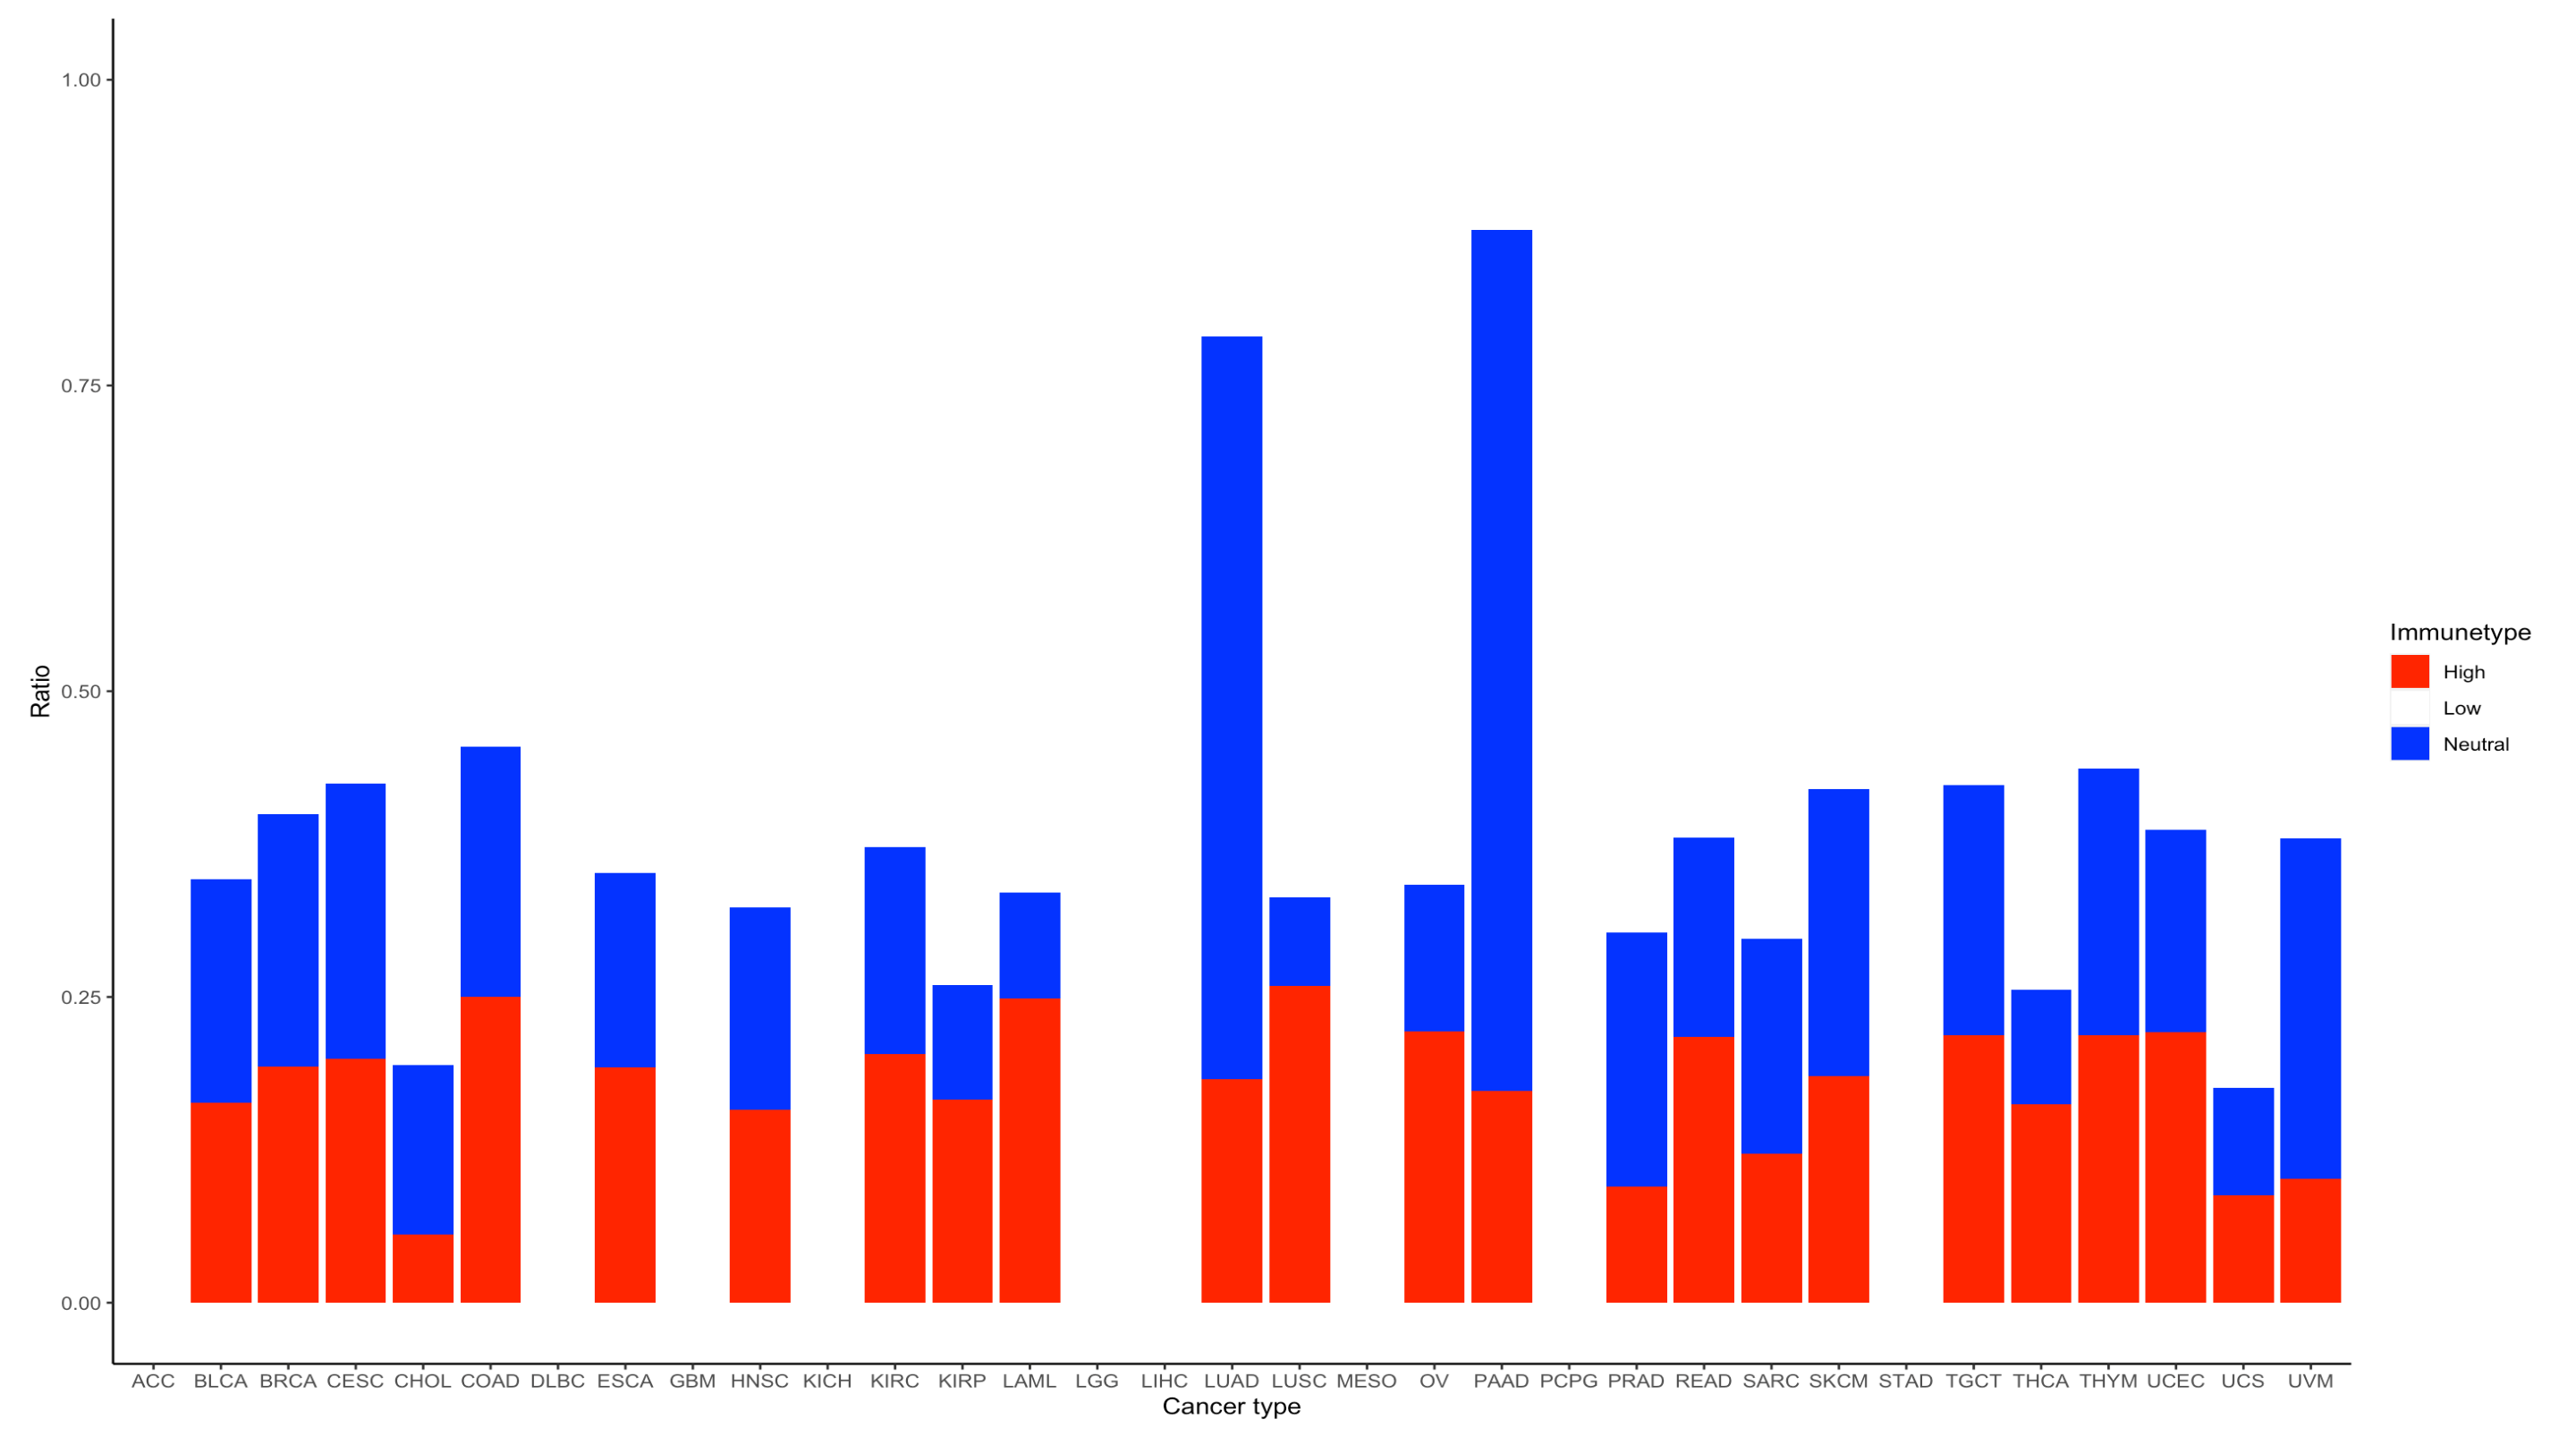 1.00
0.75
0.50
0.25
0.00
Ratio
ACC BLCA BRCA CESC CHOL COAD DLBC ESCA GBM HNSC KICH KIRC KIRP LAML LGG LIHC LUAD LUSC MESO OV PAAD PCPG PRAD READ SARC SKCM STAD TGCT THCA THYM UCEC UCS UVM
Cancer type
Immunetype
High
Low
Neutral